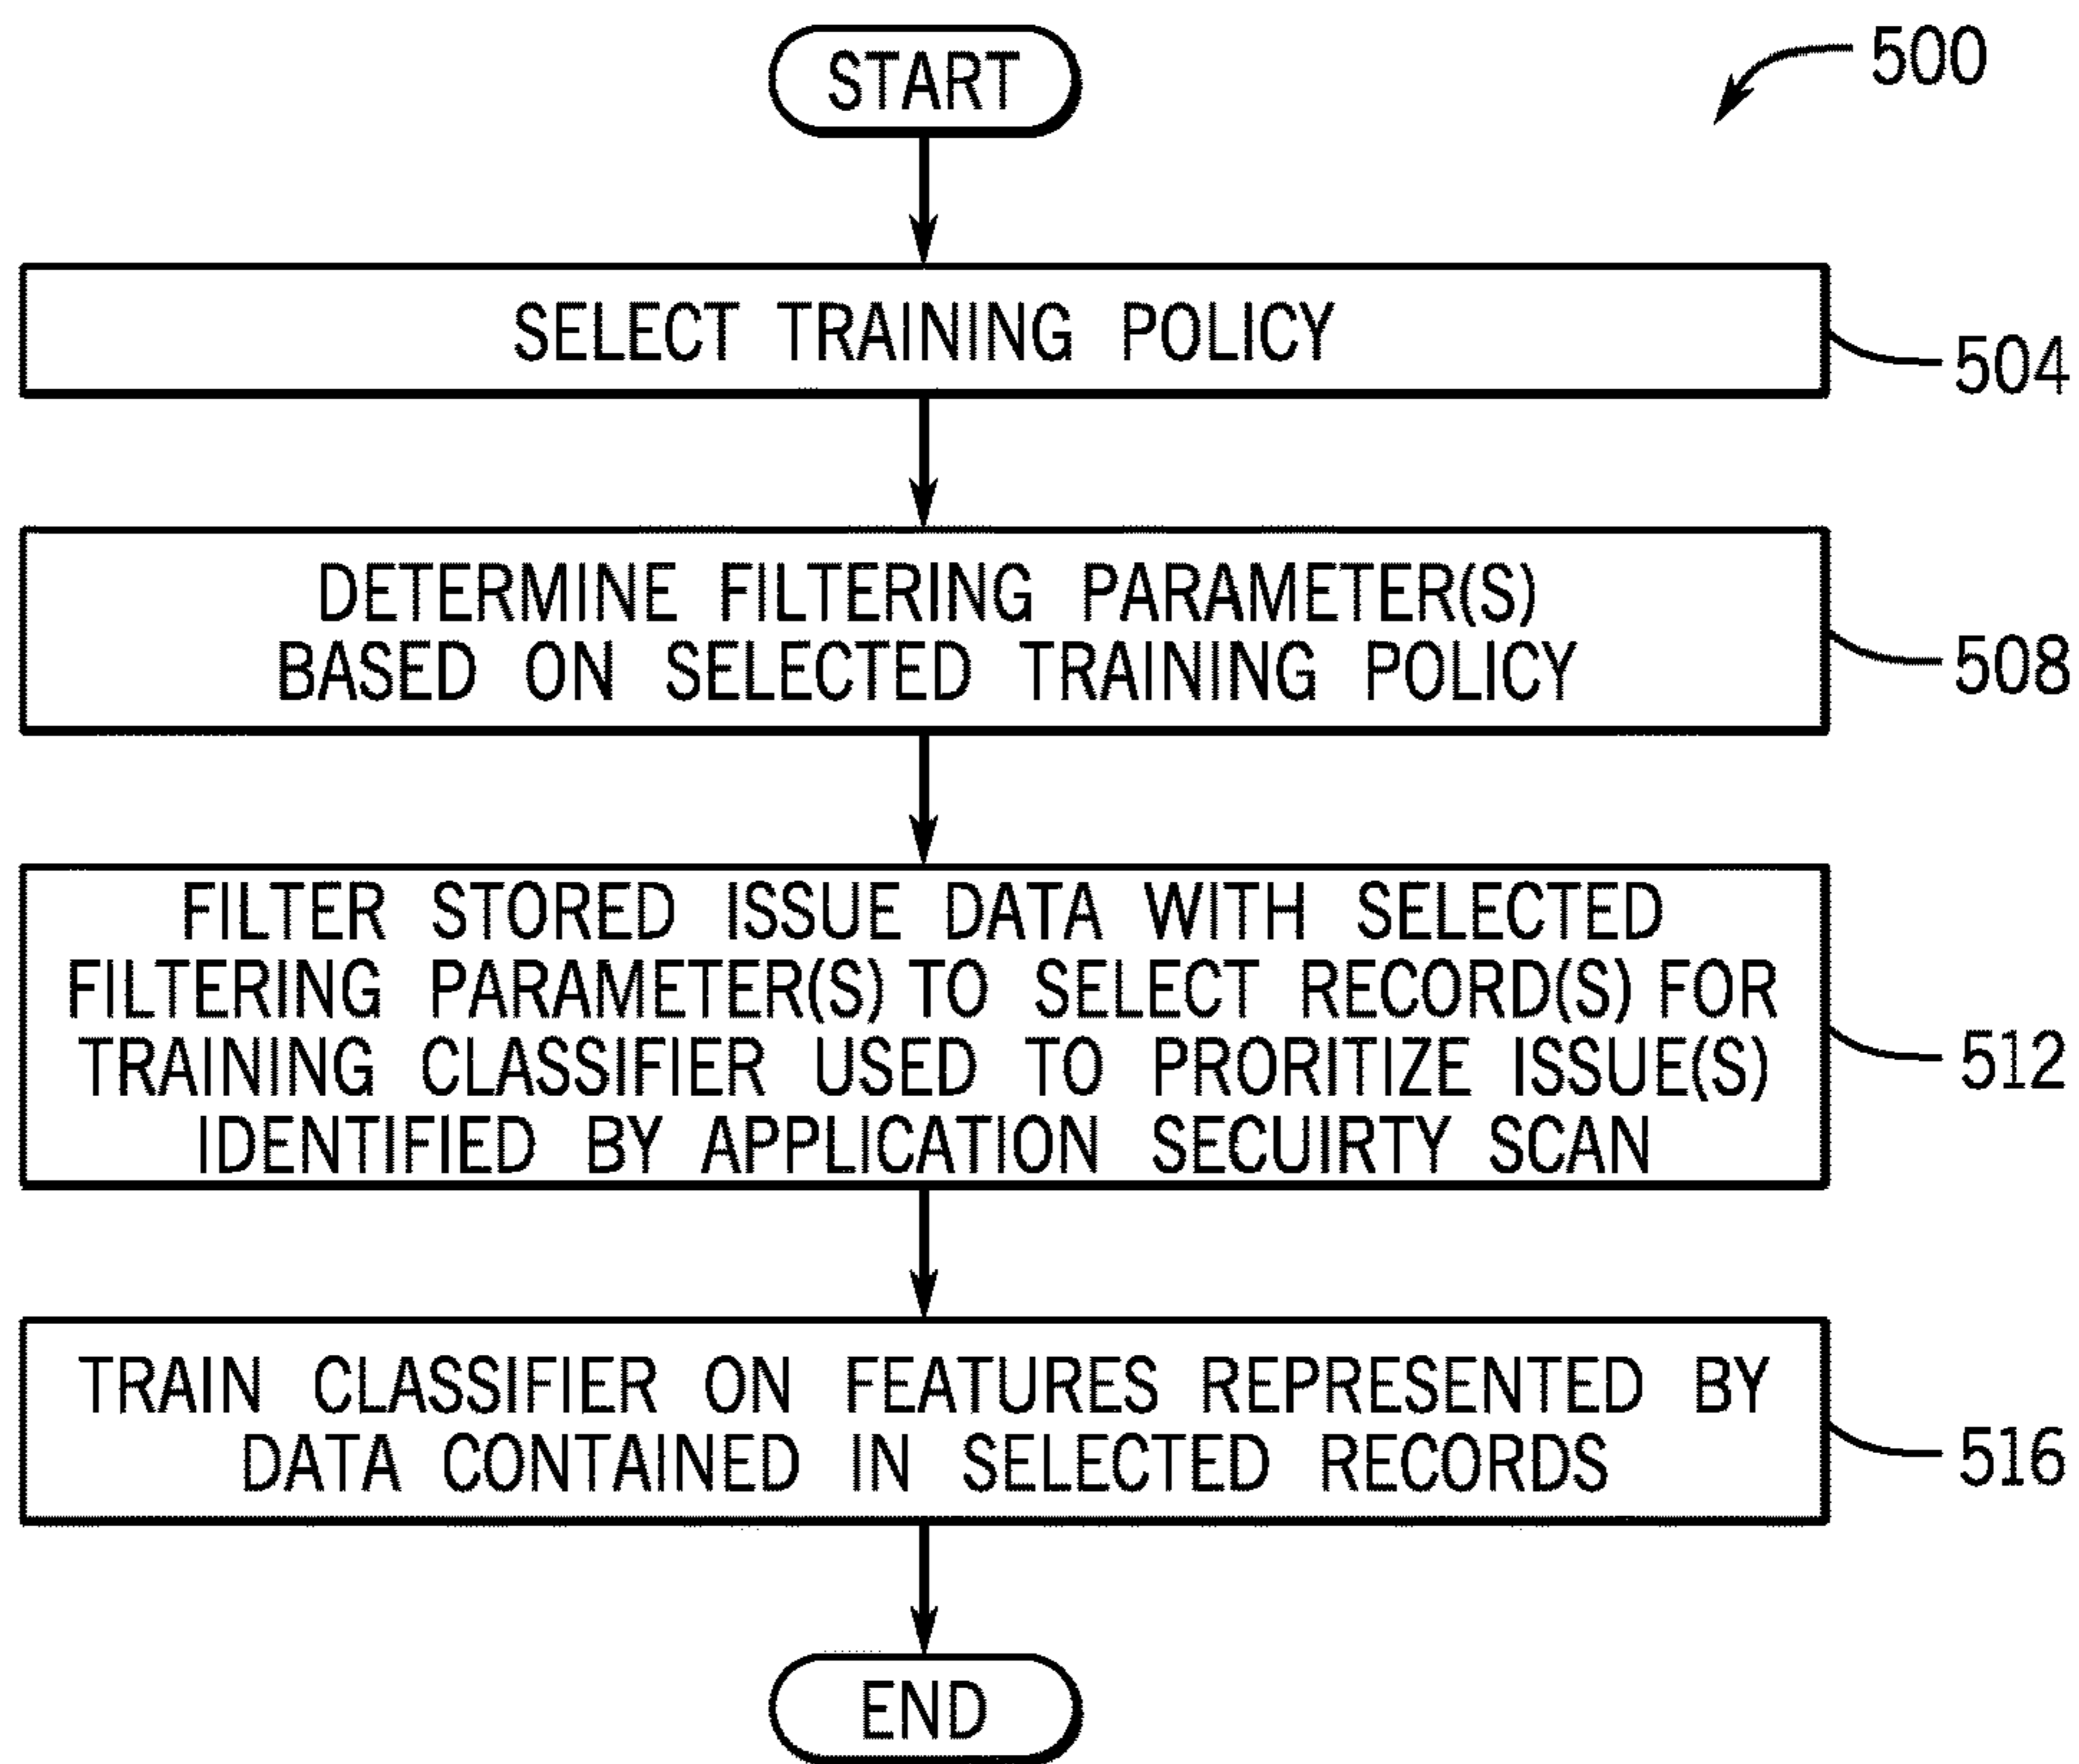 START
500
SELECT TRAINING POLICY
504
DETERMINE FILTERING PARAMETER(S)
BASED ON SELECTED TRAINING POLICY
508
FILTER STORED ISSUE DATA WITH SELECTED
FILTERING PARAMETER(S) TO SELECT RECORD(S) FOR
TRAINING CLASSIFIER USED TO PRORITIZE ISSUE(S)
IDENTIFIED BY APPLICATION SECUIRTY SCAN
512
TRAIN CLASSIFIER ON FEATURES REPRESENTED BY
DATA CONTAINED IN SELECTED RECORDS
516
END